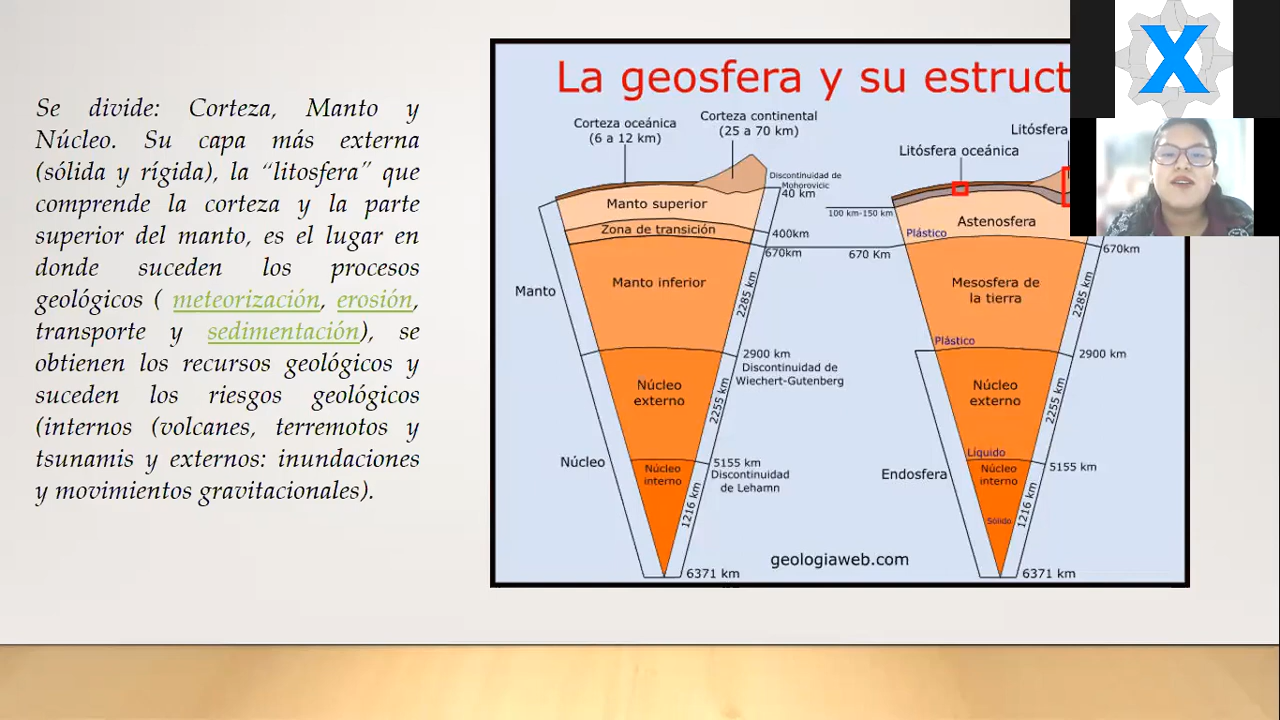 Se divide: Corteza, Manto y
Núcleo. Su capa más externa
(sólida y rígida), la “litosfera” que
comprende la corteza y la parte
superior del manto, es el lugar en
donde suceden los procesos
geológicos ( meteorización, erosión,
transporte y sedimentación), se
obtienen los recursos geológicos y
suceden los riesgos geológicos
(internos (volcanes, terremotos y
tsunamis y externos: inundaciones
y movimientos gravitacionales).
La geosfera y su estruct
Corteza oceánica
(6 a 12 km)
Corteza continental
(25 a 70 km)
Discontinuidad de
Mohorovicic
40 km
Manto superior
Zona de transición
400km
670km
Manto inferior
Manto
2285 km
2900 km
Discontinuidad de
Wiechert-Gutenberg
Núcleo
externo
2255 km
Núcleo
5155 km
Discontinuidad
de Lehamn
Núcleo
interno
1216 km
6371 km
Litósfera
Litósfera oceánica
100 km-150 km
Astenosfera
Plástico
670 Km
670km
Mesosfera de
la tierra
2285 km
Plástico
2900 km
Núcleo
externo
2255 km
Líquido
5155 km
Núcleo
interno
Endosfera
Sólido
1216 km
6371 km
geologiaweb.com
X